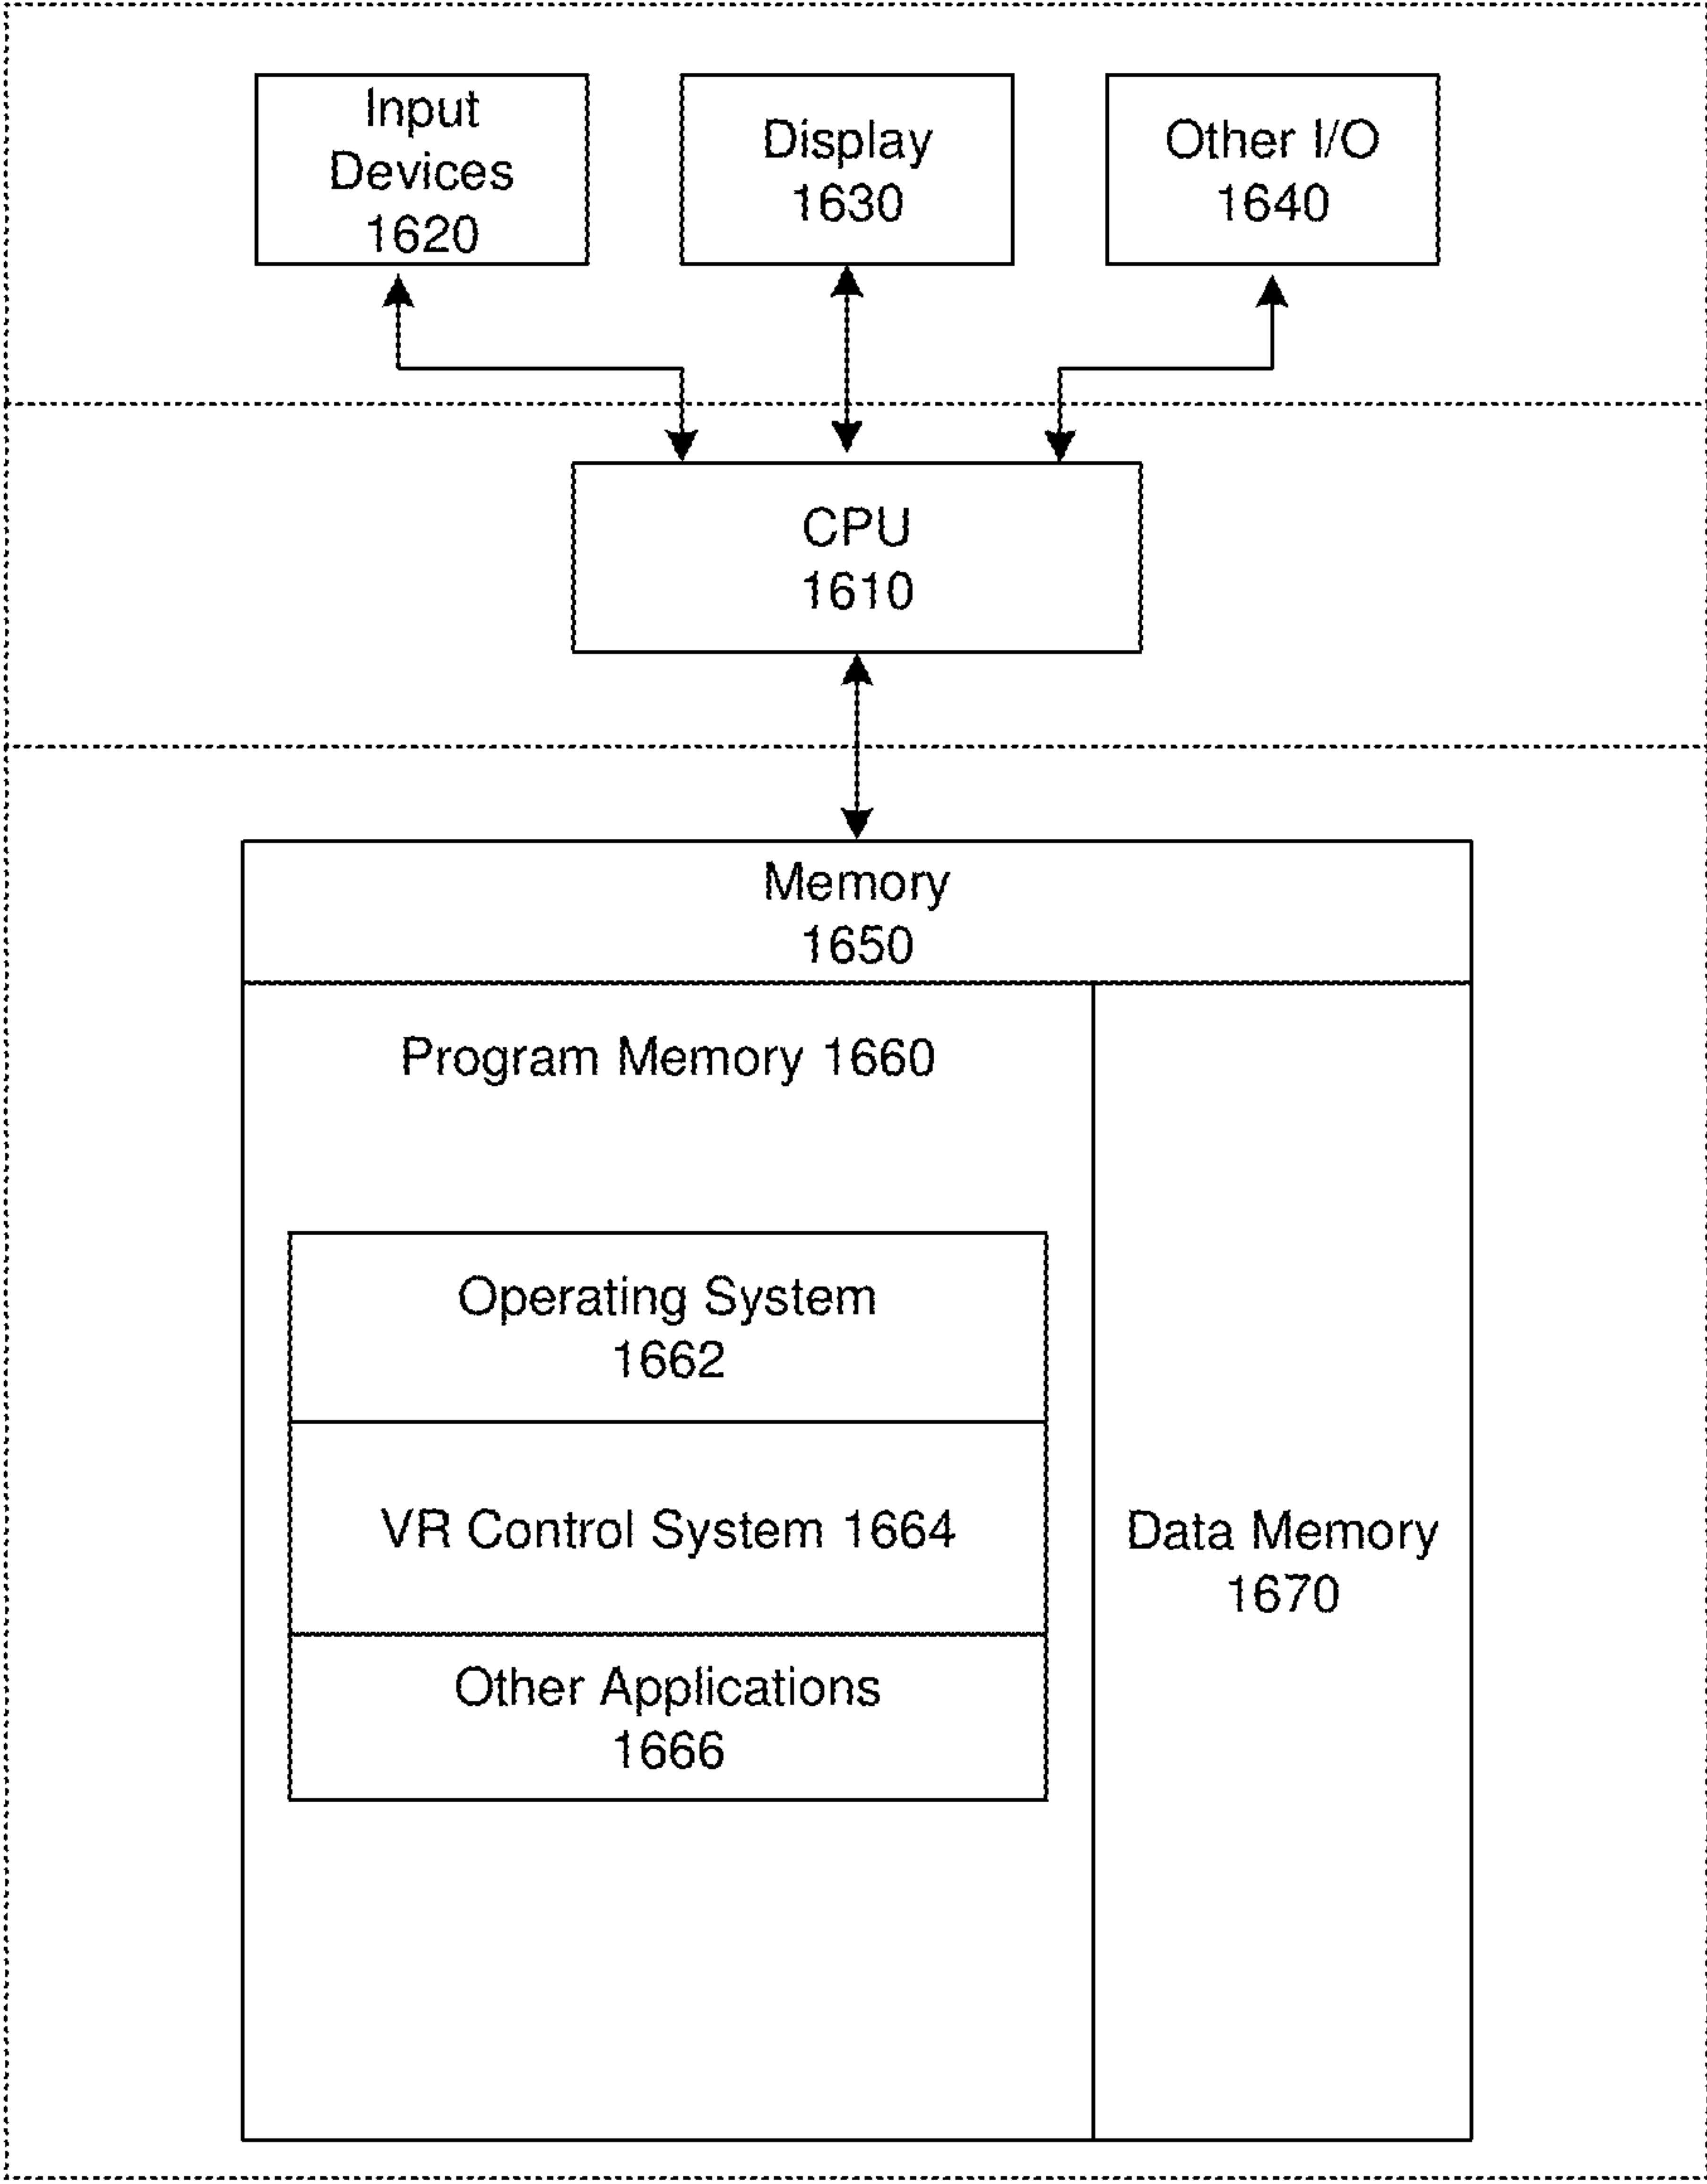 Input
Devices
1620
Display
1630
Other I/O
1640
CPU
1610
Memory
1650
Program Memory 1660
Operating System
1662
VR Control System 1664
Other Applications
1666
Data Memory
1670